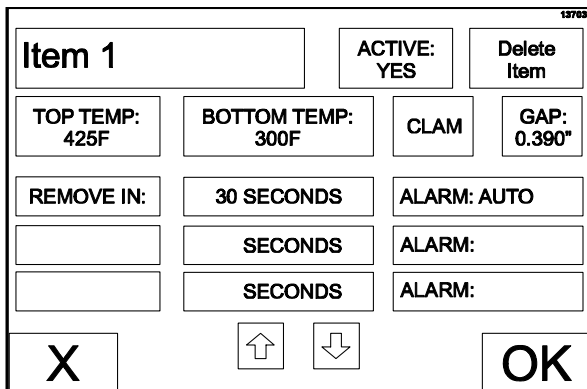 13703
Item 1
ACTIVE:
YES
Delete
Item
TOP TEMP:
425F
BOTTOM TEMP:
300F
CLAM
GAP:
0.390"
REMOVE IN:
30 SECONDS
ALARM: AUTO
SECONDS
ALARM:
SECONDS
ALARM:
X
OK